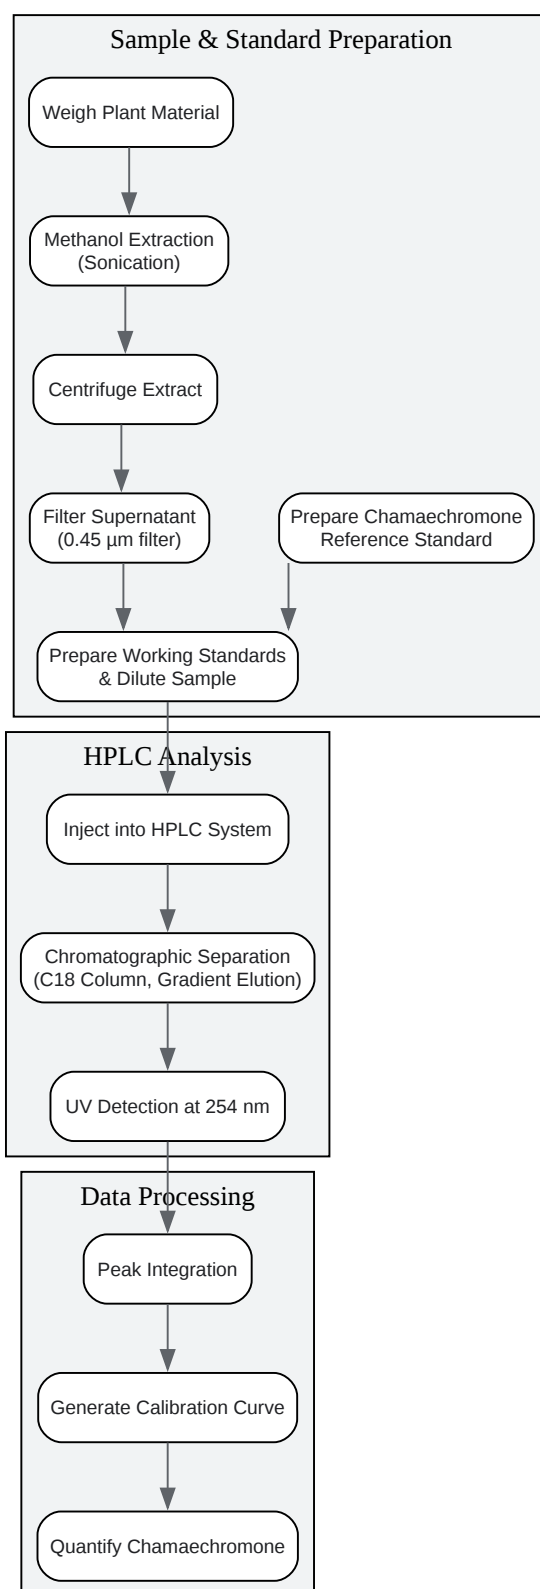 Sample & Standard Preparation
Weigh Plant Material
Methanol Extraction
(Sonication)
Centrifuge Extract
Filter Supernatant
(0.45 µm filter)
Prepare Chamaechromone
Reference Standard
Prepare Working Standards
& Dilute Sample
HPLC Analysis
Inject into HPLC System
Chromatographic Separation
(C18 Column, Gradient Elution)
UV Detection at 254 nm
Data Processing
Peak Integration
Generate Calibration Curve
Quantify Chamaechromone